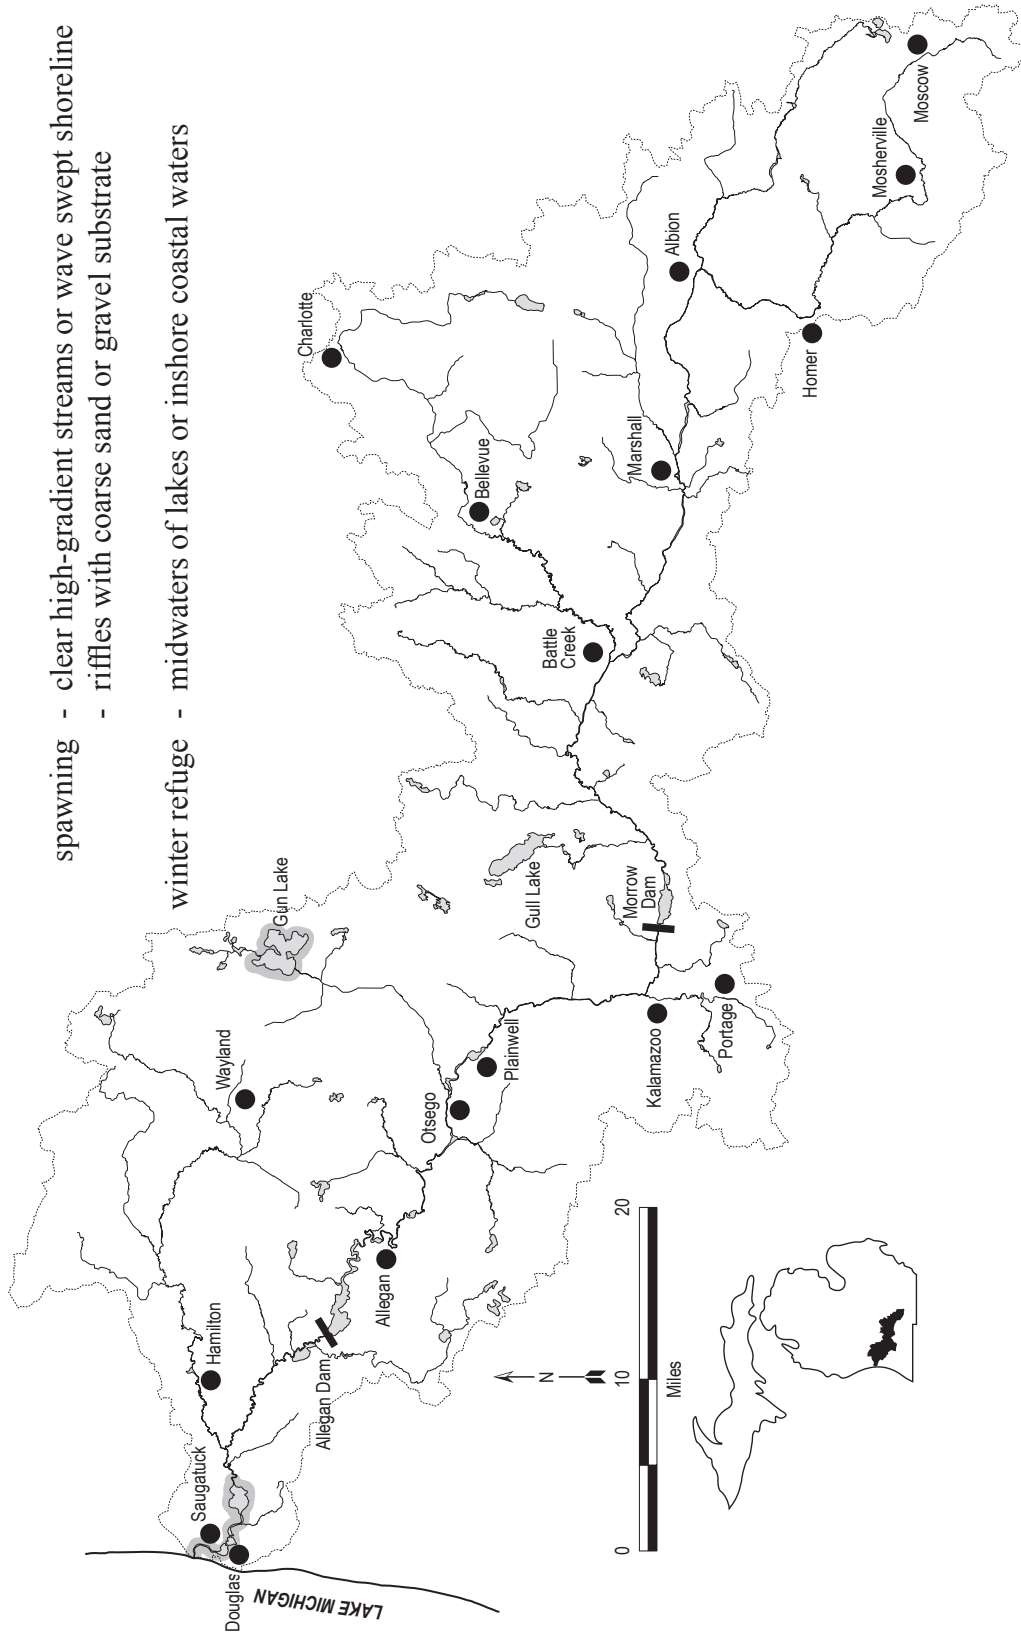 spawning - clear high-gradient streams or wave swept shoreline
- riffles with coarse sand or gravel substrate
winter refuge - midwaters of lakes or inshore coastal waters
Charlotte
Bellevue
Albion
Marshall
Moscow
Mosherville
Homer
Battle
Creek
Gun Lake
Gull Lake
Morrow
Dam
Wayland
Plainwell
Otsego
Kalamazoo
Portage
Hamilton
Allegan
Allegan Dam
Saugatuck
Douglas
LAKE MICHIGAN
N
0 10 20
Miles